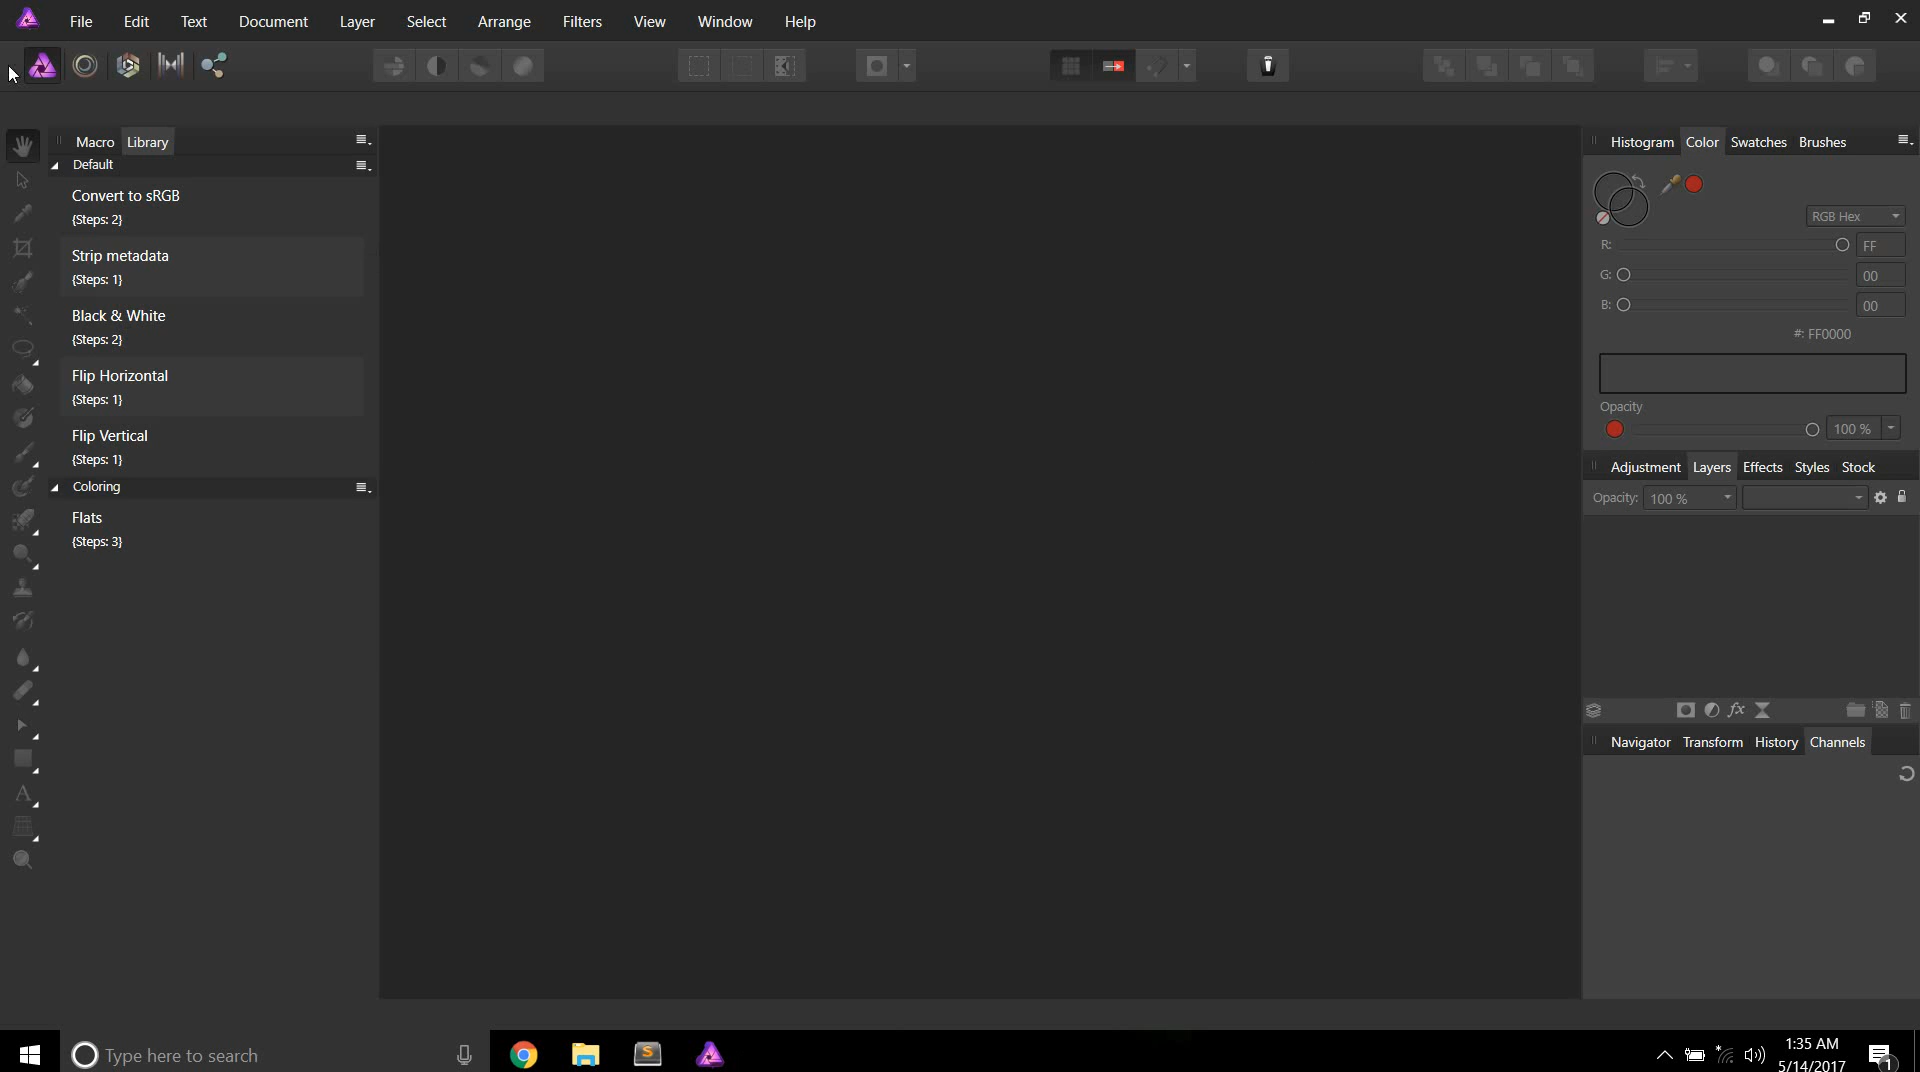 File Edit Text Document Layer Select Arrange Filters View Window Help
Macro Library
Default
Convert to sRGB
{Steps: 2}
Strip metadata
{Steps: 1}
Black & White
{Steps: 2}
Flip Horizontal
{Steps: 1}
Flip Vertical
{Steps: 1}
Coloring
Flats
{Steps: 3}
Histogram Color Swatches Brushes
RGB Hex
R: FF
G: 00
B: 00
#: FF0000
Opacity
100 %
Adjustment Layers Effects Styles Stock
Opacity: 100 %
fx
Navigator Transform History Channels
Type here to search
1:35 AM
5/14/2017
1